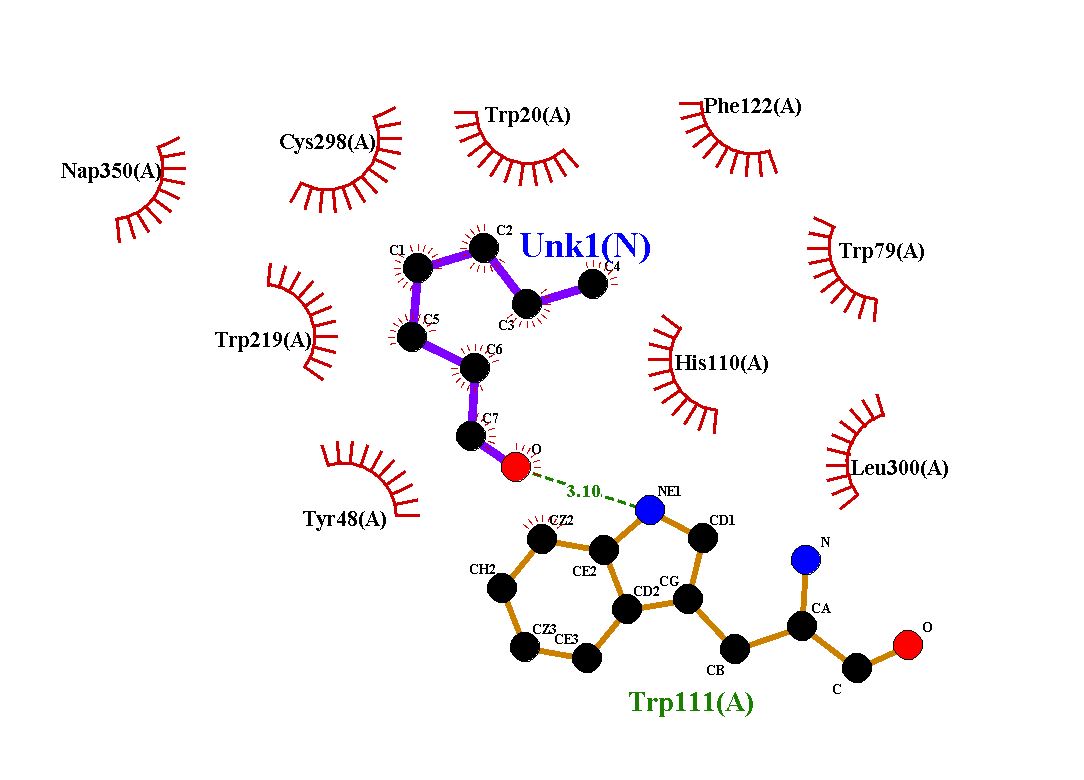 Phe122(A)
Trp20(A)
Cys298(A)
Nap350(A)
C2
Unk1(N)
C1
Trp79(A)
C4
C3
C5
Trp219(A)
C6
His110(A)
C7
O
Leu300(A)
3.10
NE1
Tyr48(A)
CZ2
CD1
N
CE2
CH2
CD2
CG
CA
CZ3
CE3
O
CB
C
Trp111(A)